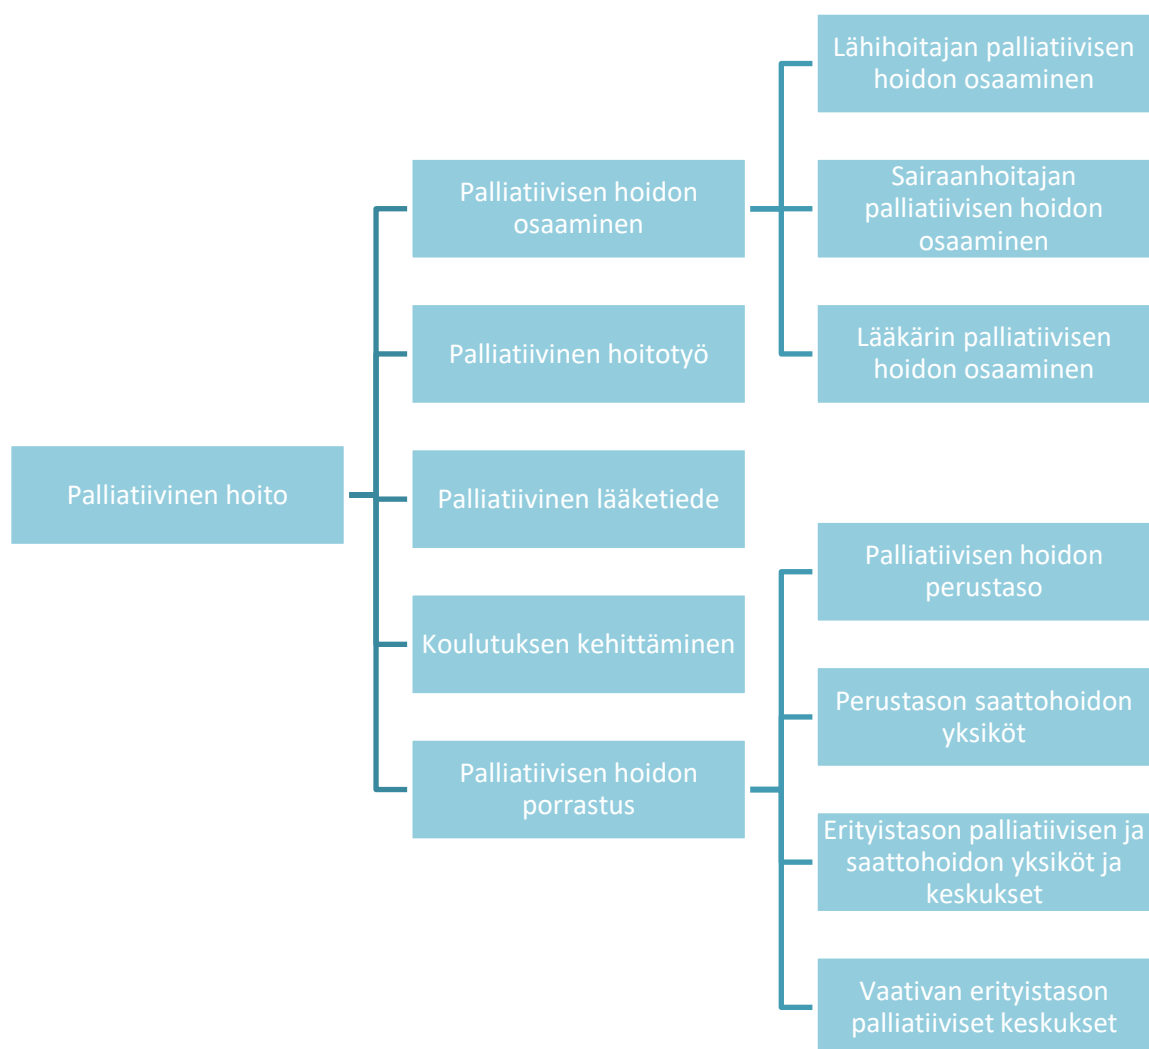 Palliatiivinen hoito
Palliatiivisen hoidon
osaaminen
Palliatiivinen hoitotyö
Palliatiivinen lääketiede
Koulutuksen kehittäminen
Palliatiivisen hoidon
porrastus
Lähihoitajan palliatiivisen
hoidon osaaminen
Sairaanhoitajan
palliatiivisen hoidon
osaaminen
Lääkärin palliatiivisen
hoidon osaaminen
Palliatiivisen hoidon
perustaso
Perustason saattohoidon
yksiköt
Erityistason palliatiivisen ja
saattohoidon yksiköt ja
keskukset
Vaativan erityistason
palliatiiviset keskukset